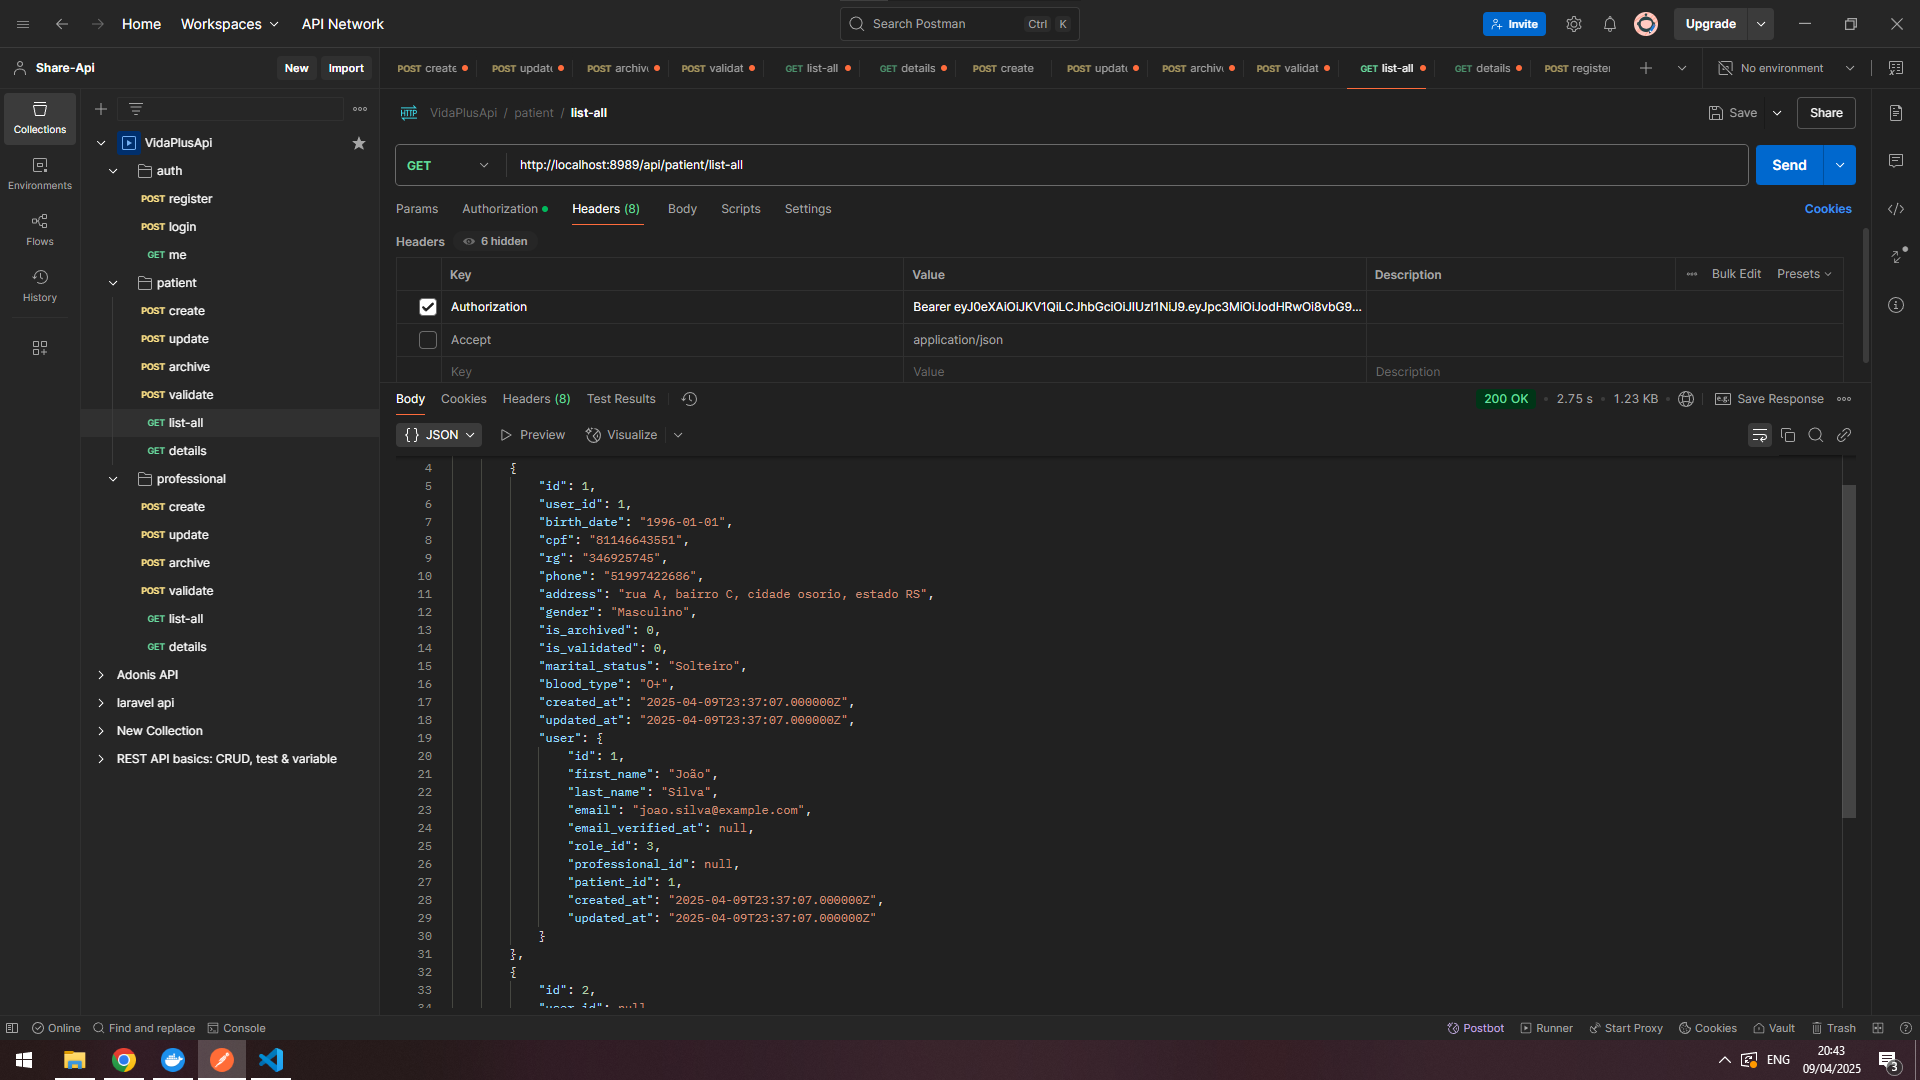 Home Workspaces API Network Search Postman Ctrl K Invite Upgrade
Share-Api New Import
POST create POST update POST archiv POST validat GET list-all GET details POST create POST update POST archiv POST validat GET list-all GET details POST register No environment
Collections
Environments
Flows
History
VidaPlusApi
auth
POST register
POST login
GET me
patient
POST create
POST update
POST archive
POST validate
GET list-all
GET details
professional
POST create
POST update
POST archive
POST validate
GET list-all
GET details
Adonis API
laravel api
New Collection
REST API basics: CRUD, test & variable
HTTP VidaPlusApi / patient / list-all Save Share
GET http://localhost:8989/api/patient/list-all Send
Params Authorization Headers (8) Body Scripts Settings Cookies
Headers 6 hidden
Key Value Description Bulk Edit Presets
Authorization Bearer eyJ0eXAiOiJKV1QiLCJhbGciOiJIUzI1NiJ9.eyJpc3MiOiJodHRwOi8vbG9...
Accept application/json
Key Value Description
Body Cookies Headers (8) Test Results 200 OK • 2.75 s • 1.23 KB e.g. Save Response
{} JSON Preview Visualize
4 {
5 "id": 1,
6 "user_id": 1,
7 "birth_date": "1996-01-01",
8 "cpf": "81146643551",
9 "rg": "346925745",
10 "phone": "51997422686",
11 "address": "rua A, bairro C, cidade osorio, estado RS",
12 "gender": "Masculino",
13 "is_archived": 0,
14 "is_validated": 0,
15 "marital_status": "Solteiro",
16 "blood_type": "O+",
17 "created_at": "2025-04-09T23:37:07.000000Z",
18 "updated_at": "2025-04-09T23:37:07.000000Z",
19 "user": {
20 "id": 1,
21 "first_name": "João",
22 "last_name": "Silva",
23 "email": "joao.silva@example.com",
24 "email_verified_at": null,
25 "role_id": 3,
26 "professional_id": null,
27 "patient_id": 1,
28 "created_at": "2025-04-09T23:37:07.000000Z",
29 "updated_at": "2025-04-09T23:37:07.000000Z"
30 }
31 },
32 {
33 "id": 2,
34 "user_id": null
Online Find and replace Console Postbot Runner Start Proxy Cookies Vault Trash
ENG 20:43
09/04/2025 3